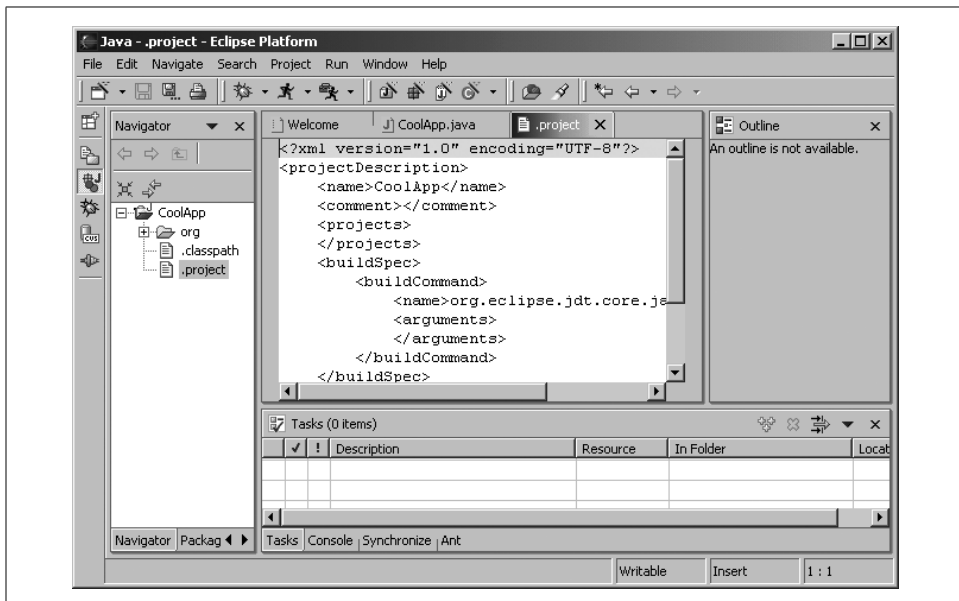 Java - .project - Eclipse Platform
File Edit Navigate Search Project Run Window Help
Navigator
CoolApp
org
.classpath
.project
Navigator Packag
Welcome
CoolApp.java
.project
<?xml version="1.0" encoding="UTF-8"?>
<projectDescription>
<name>CoolApp</name>
<comment></comment>
<projects>
</projects>
<buildSpec>
<buildCommand>
<name>org.eclipse.jdt.core.ja
<arguments>
</arguments>
</buildCommand>
</buildSpec>
Outline
An outline is not available.
Tasks (0 items)
! Description Resource In Folder Locat
Tasks Console Synchronize Ant
Writable Insert 1 : 1
CVS